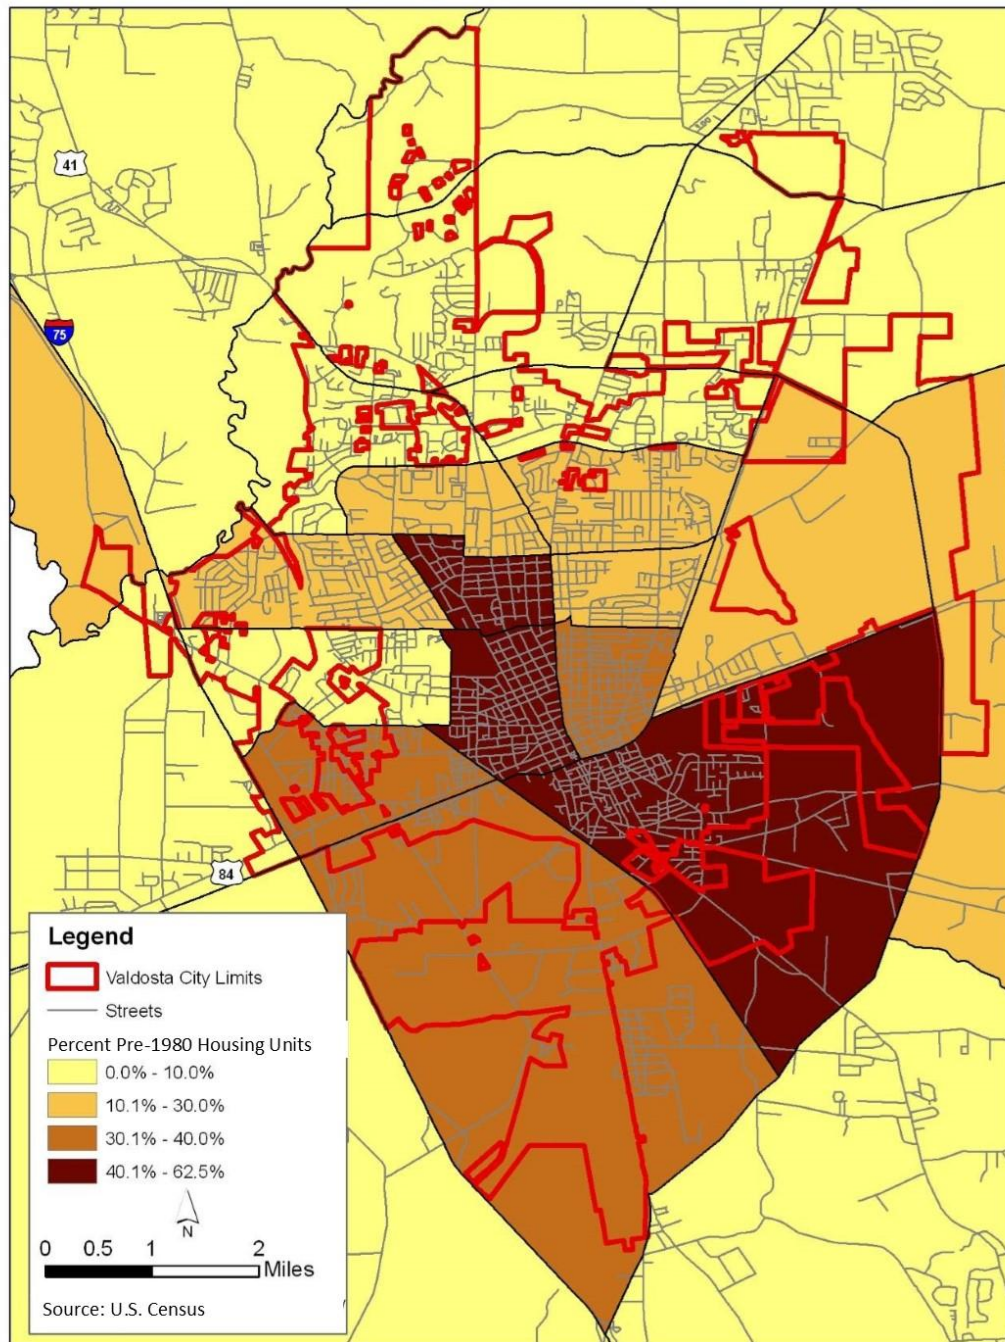 41
75
84
Legend
Valdosta City Limits
Streets
Percent Pre-1980 Housing Units
0.0% - 10.0%
10.1% - 30.0%
30.1% - 40.0%
40.1% - 62.5%
N
0 0.5 1 2
Miles
Source: U.S. Census